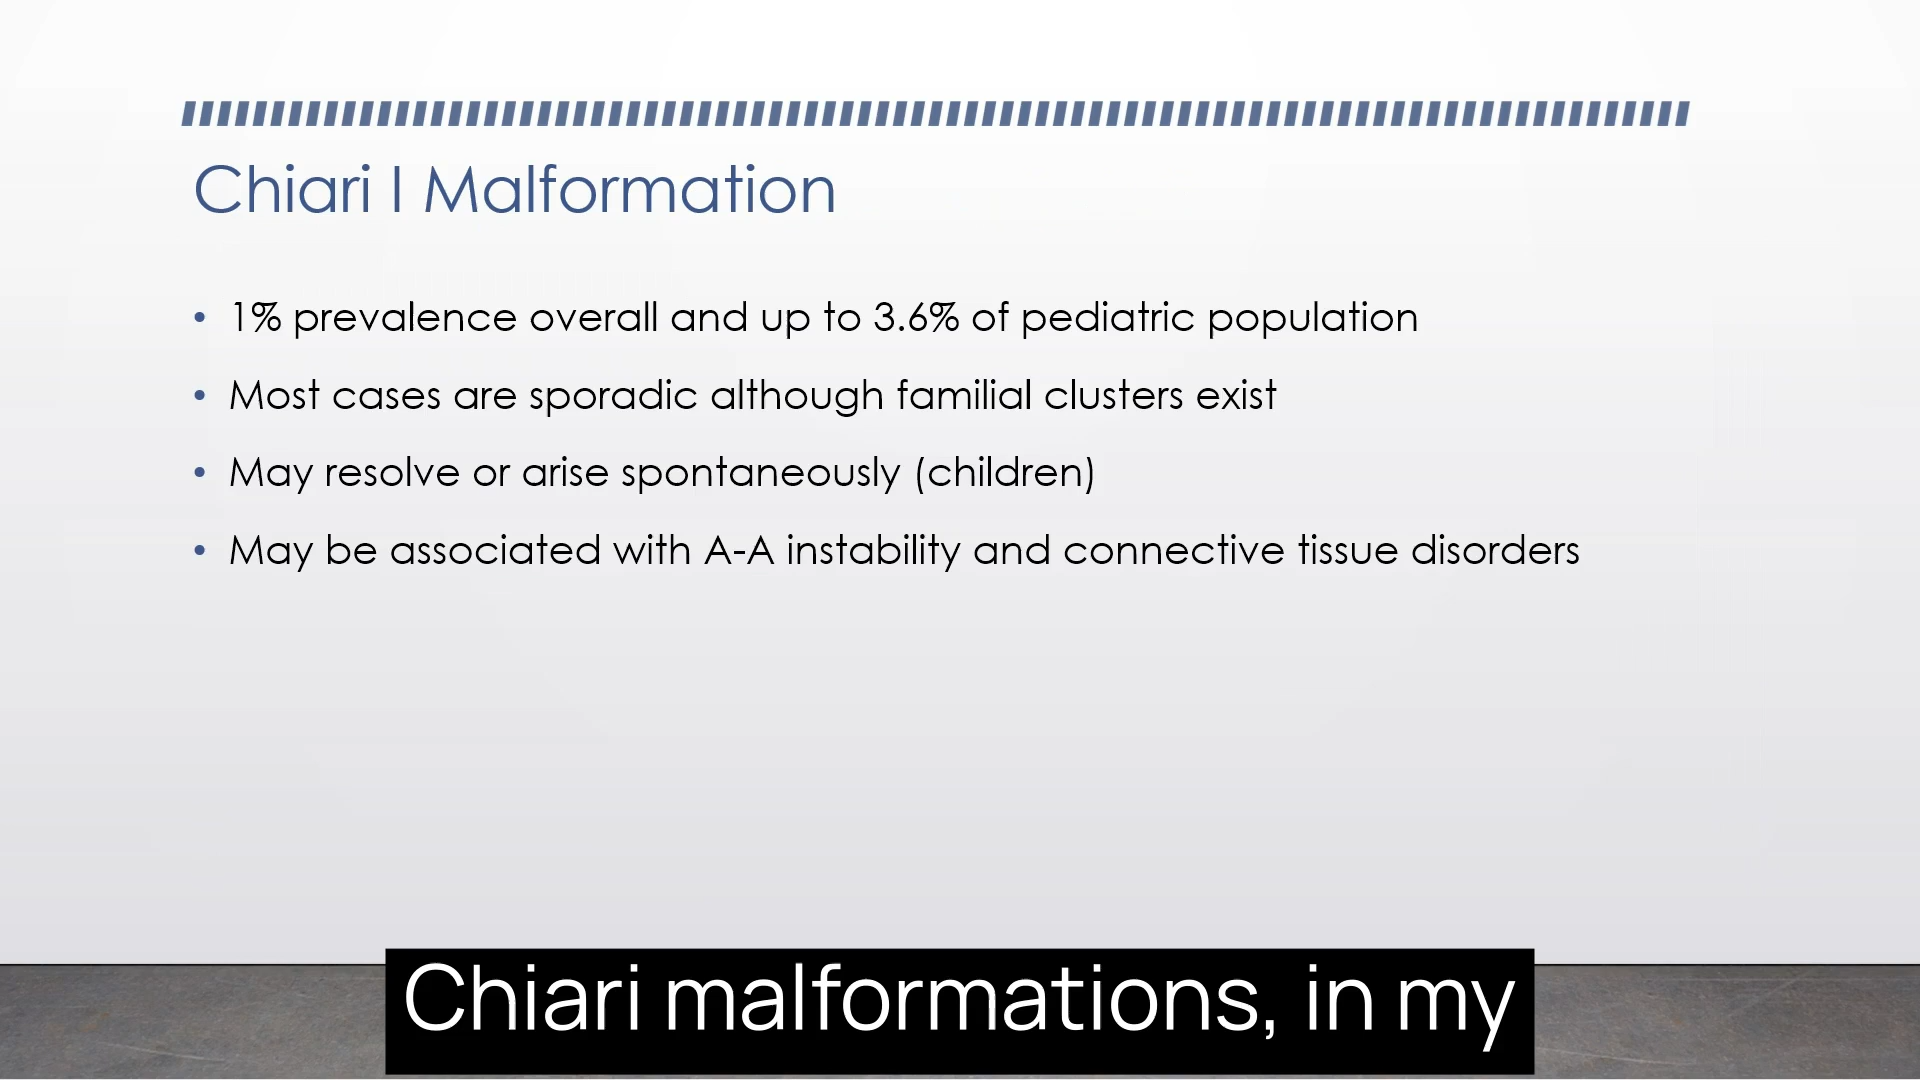 Chiari I Malformation
• 1% prevalence overall and up to 3.6% of pediatric population
• Most cases are sporadic although familial clusters exist
• May resolve or arise spontaneously (children)
• May be associated with A-A instability and connective tissue disorders
Chiari malformations, in my